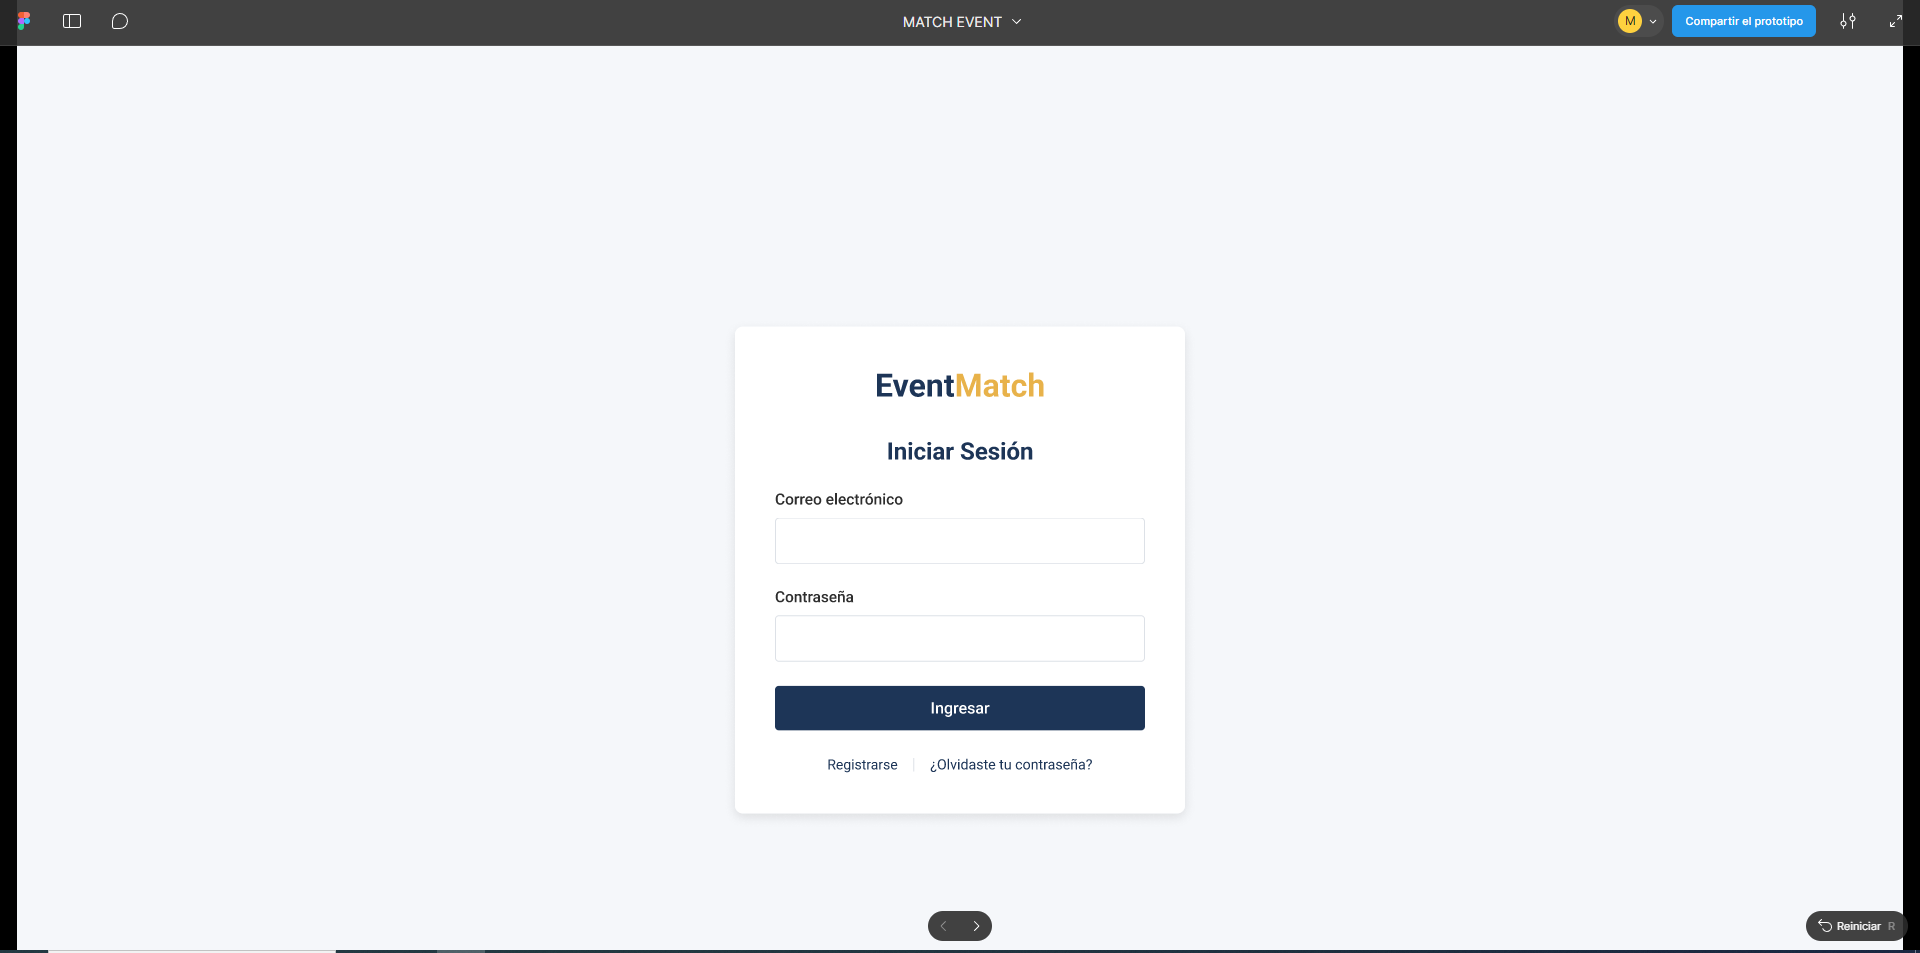 MATCH EVENT
M
Compartir el prototipo
EventMatch
Iniciar Sesión
Correo electrónico
Contraseña
Ingresar
Registrarse
¿Olvidaste tu contraseña?
Reiniciar R